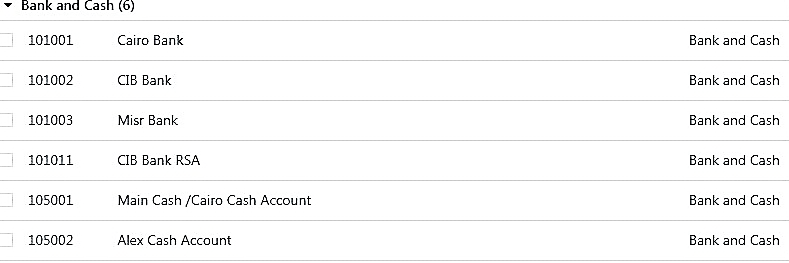 Bank and Cash (6)
101001 Cairo Bank Bank and Cash
101002 CIB Bank Bank and Cash
101003 Misr Bank Bank and Cash
101011 CIB Bank RSA Bank and Cash
105001 Main Cash /Cairo Cash Account Bank and Cash
105002 Alex Cash Account Bank and Cash